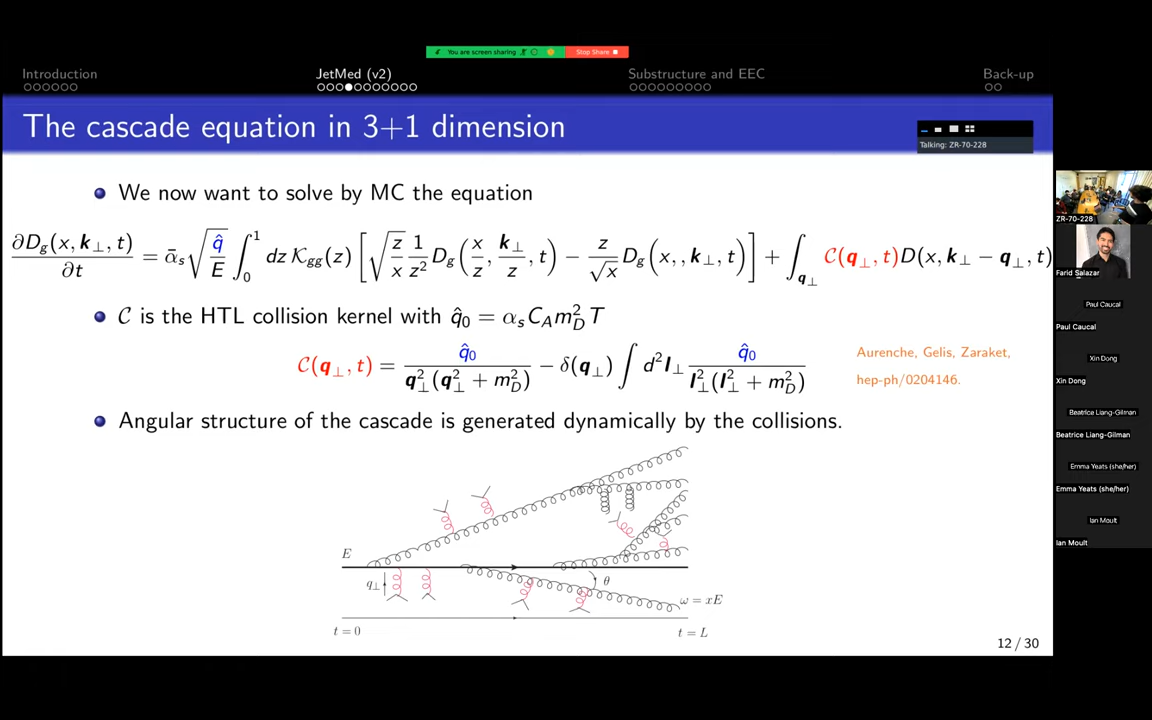 You are screen sharing
Stop Share
Introduction
JetMed (v2)
Substructure and EEC
Back-up
The cascade equation in 3+1 dimension
Talking: ZR-70-228
We now want to solve by MC the equation
∂D_g(x, k_⊥, t)/∂t = ᾱ_s √(q̂/E) ∫_0^1 dz K_gg(z) [ √(z/x) 1/z² D_g(x/z, k_⊥/z, t) − z/√x D_g(x, , k_⊥, t) ] + ∫_{q_⊥} C(q_⊥, t)D(x, k_⊥ − q_⊥, t)
C is the HTL collision kernel with q̂_0 = α_s C_A m_D² T
C(q_⊥, t) = q̂_0/(q_⊥²(q_⊥² + m_D²)) − δ(q_⊥) ∫ d²l_⊥ q̂_0/(l_⊥²(l_⊥² + m_D²))
Aurenche, Gelis, Zaraket,
hep-ph/0204146.
Angular structure of the cascade is generated dynamically by the collisions.
E
q_⊥
θ
ω = xE
t = 0
t = L
12 / 30
ZR-70-228
Farid Salazar
Paul Caucal
Paul Caucal
Xin Dong
Xin Dong
Beatrice Liang-Gilman
Beatrice Liang-Gilman
Emma Yeats (she/her)
Emma Yeats (she/her)
Ian Moult
Ian Moult